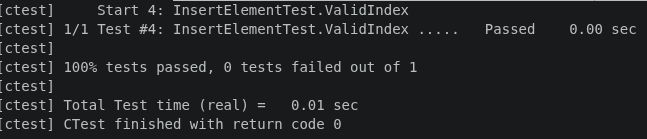 [ctest]     Start 4: InsertElementTest.ValidIndex
[ctest] 1/1 Test #4: InsertElementTest.ValidIndex .....   Passed    0.00 sec
[ctest]
[ctest] 100% tests passed, 0 tests failed out of 1
[ctest]
[ctest] Total Test time (real) =   0.01 sec
[ctest] CTest finished with return code 0